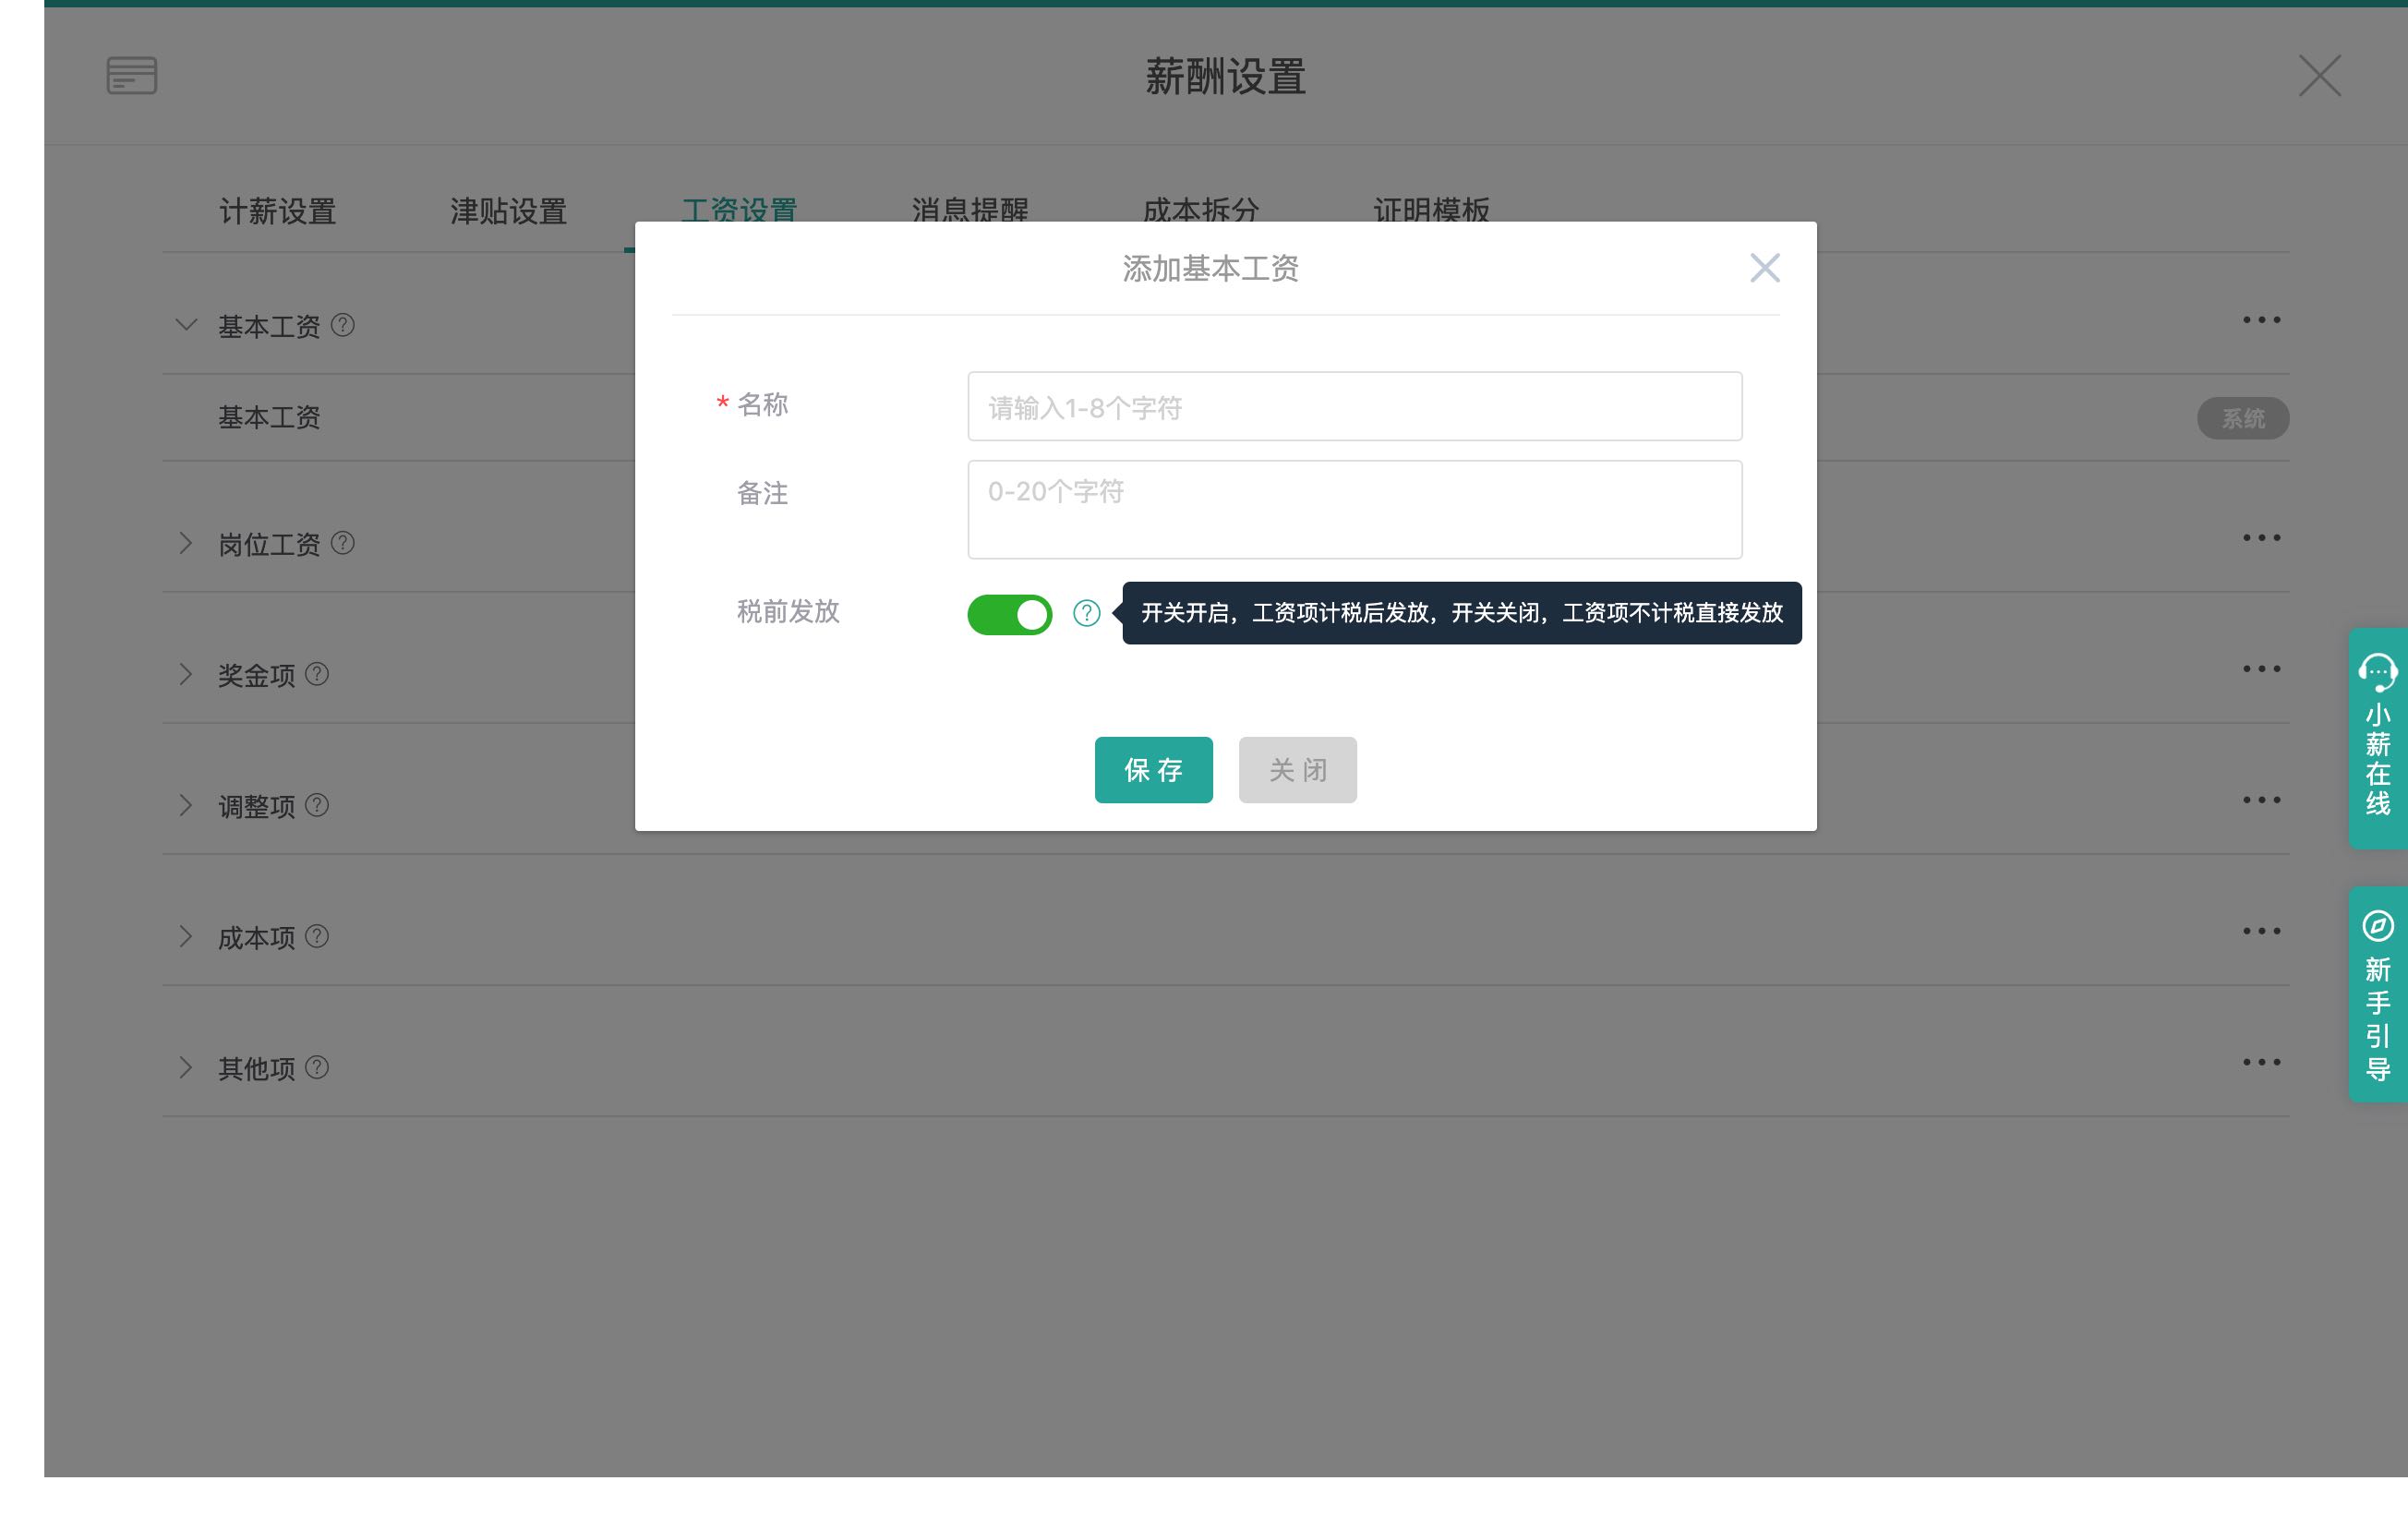 薪酬设置
计薪设置 津贴设置 工资设置 消息提醒 成本拆分 证明模板
添加基本工资
基本工资
* 名称 请输入1-8个字符
基本工资 系统
备注 0-20个字符
岗位工资
税前发放 开关开启，工资项计税后发放，开关关闭，工资项不计税直接发放
奖金项
保 存 关 闭
调整项
成本项
其他项
小薪在线
新手引导